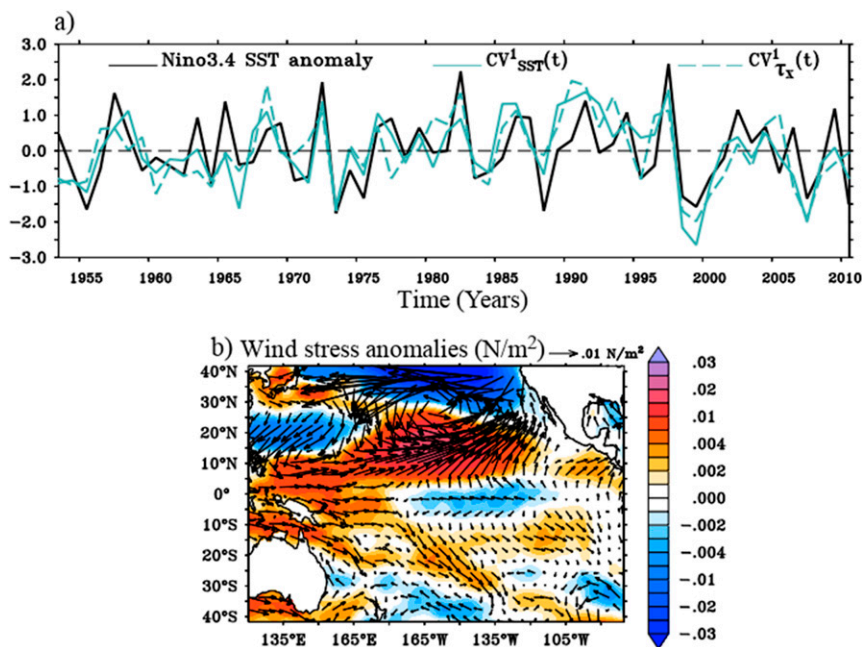 a)
Nino3.4 SST anomaly CV¹SST(t) CV¹τx(t)
3.0
2.0
1.0
0.0
−1.0
−2.0
−3.0
1955 1960 1965 1970 1975 1980 1985 1990 1995 2000 2005 2010
Time (Years)
b) Wind stress anomalies (N/m²) .01 N/m²
40°N
30°N
20°N
10°N
0°
10°S
20°S
30°S
40°S
135°E 165°E 165°W 135°W 105°W
.03
.02
.01
.004
.002
.000
−.002
−.004
−.01
−.02
−.03